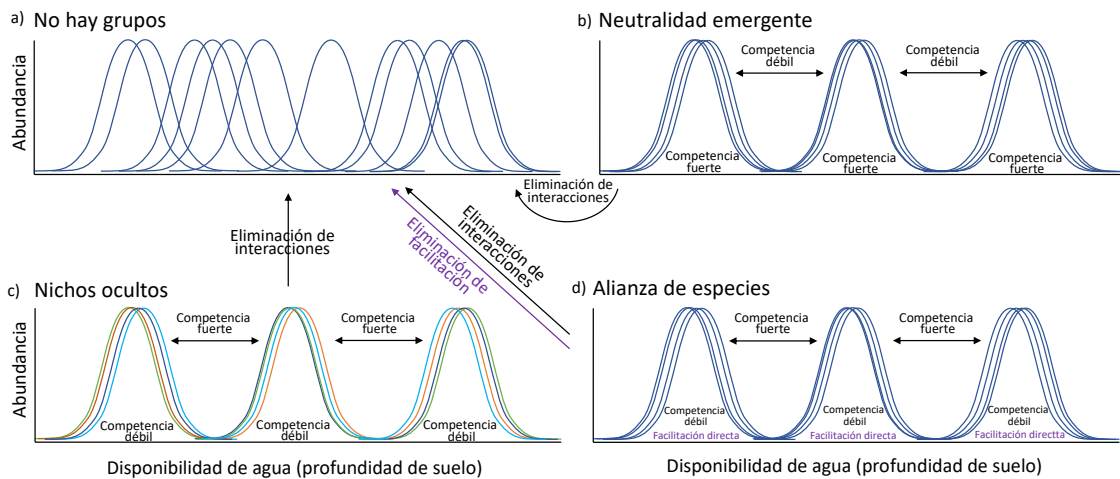 a) No hay grupos
Abundancia
b) Neutralidad emergente
Competencia
débil
Competencia
débil
Competencia
fuerte
Competencia
fuerte
Competencia
fuerte
Eliminación de
interacciones
Eliminación de
interacciones
Eliminación de
interacciones
Eliminación de
facilitación
c) Nichos ocultos
Abundancia
Competencia
fuerte
Competencia
fuerte
Competencia
débil
Competencia
débil
Competencia
débil
Disponibilidad de agua (profundidad de suelo)
d) Alianza de especies
Competencia
fuerte
Competencia
fuerte
Competencia
débil
Facilitación directa
Competencia
débil
Facilitación directa
Competencia
débil
Facilitación directta
Disponibilidad de agua (profundidad de suelo)